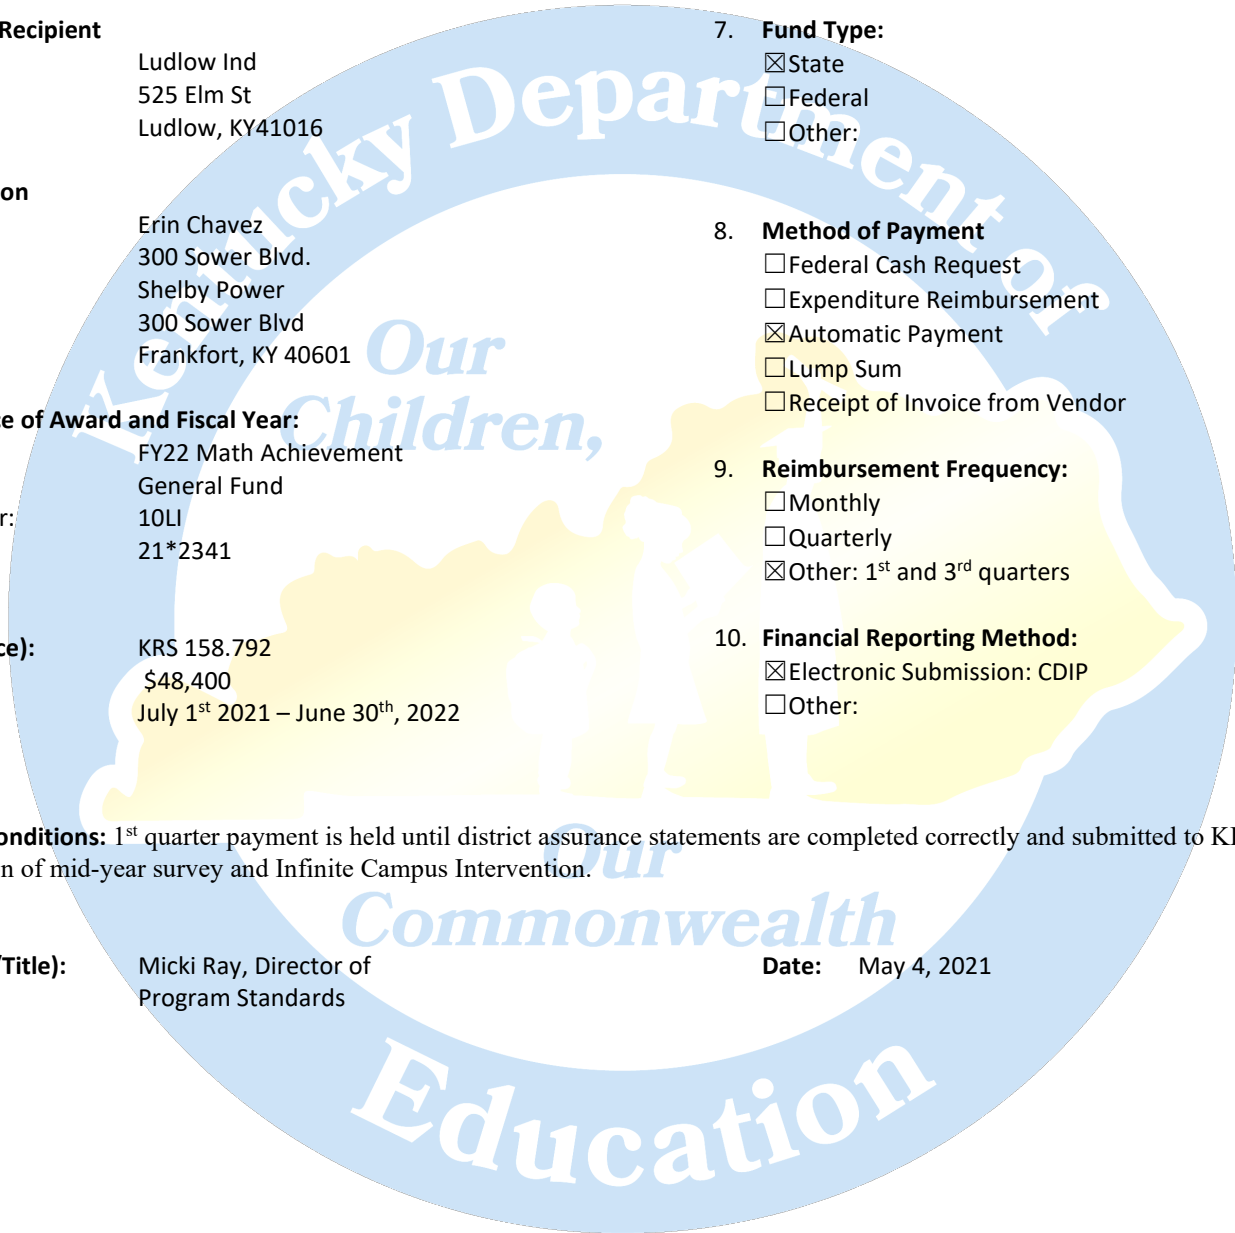 Recipient
Ludlow Ind
525 Elm St
Ludlow, KY41016
on
Erin Chavez
300 Sower Blvd.
Shelby Power
300 Sower Blvd
Frankfort, KY 40601
e of Award and Fiscal Year:
FY22 Math Achievement
General Fund
r: 10LI
21*2341
ce): KRS 158.792
$48,400
July 1st 2021 – June 30th, 2022
7. Fund Type:
☒State
☐Federal
☐Other:
8. Method of Payment
☐Federal Cash Request
☐Expenditure Reimbursement
☒Automatic Payment
☐Lump Sum
☐Receipt of Invoice from Vendor
9. Reimbursement Frequency:
☐Monthly
☐Quarterly
☒Other: 1st and 3rd quarters
10. Financial Reporting Method:
☒Electronic Submission: CDIP
☐Other:
onditions: 1st quarter payment is held until district assurance statements are completed correctly and submitted to
n of mid-year survey and Infinite Campus Intervention.
Title): Micki Ray, Director of
Program Standards
Date: May 4, 2021
Kentucky Department of
Education
Our
Children,
Our
Commonwealth